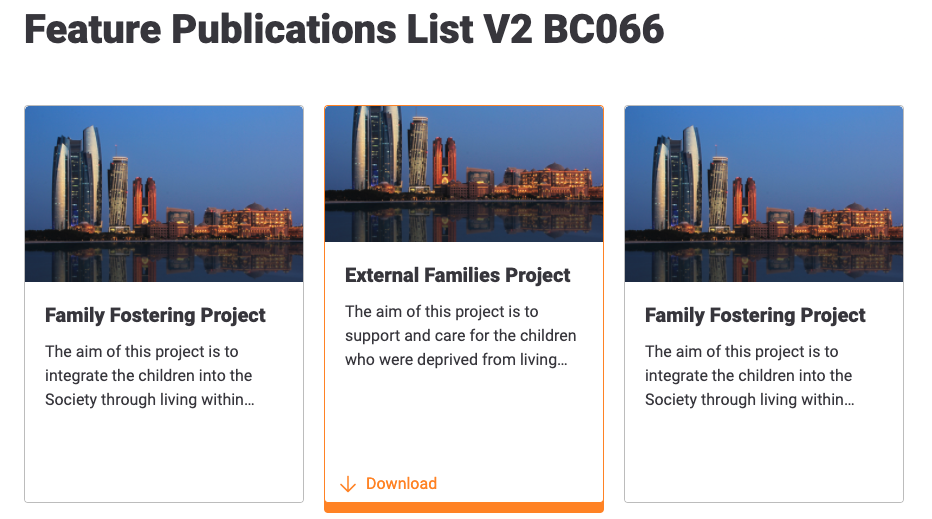 Feature Publications List V2 BC066
Family Fostering Project
The aim of this project is to
integrate the children into the
Society through living within...
External Families Project
The aim of this project is to
support and care for the children
who were deprived from living...
Download
Family Fostering Project
The aim of this project is to
integrate the children into the
Society through living within...